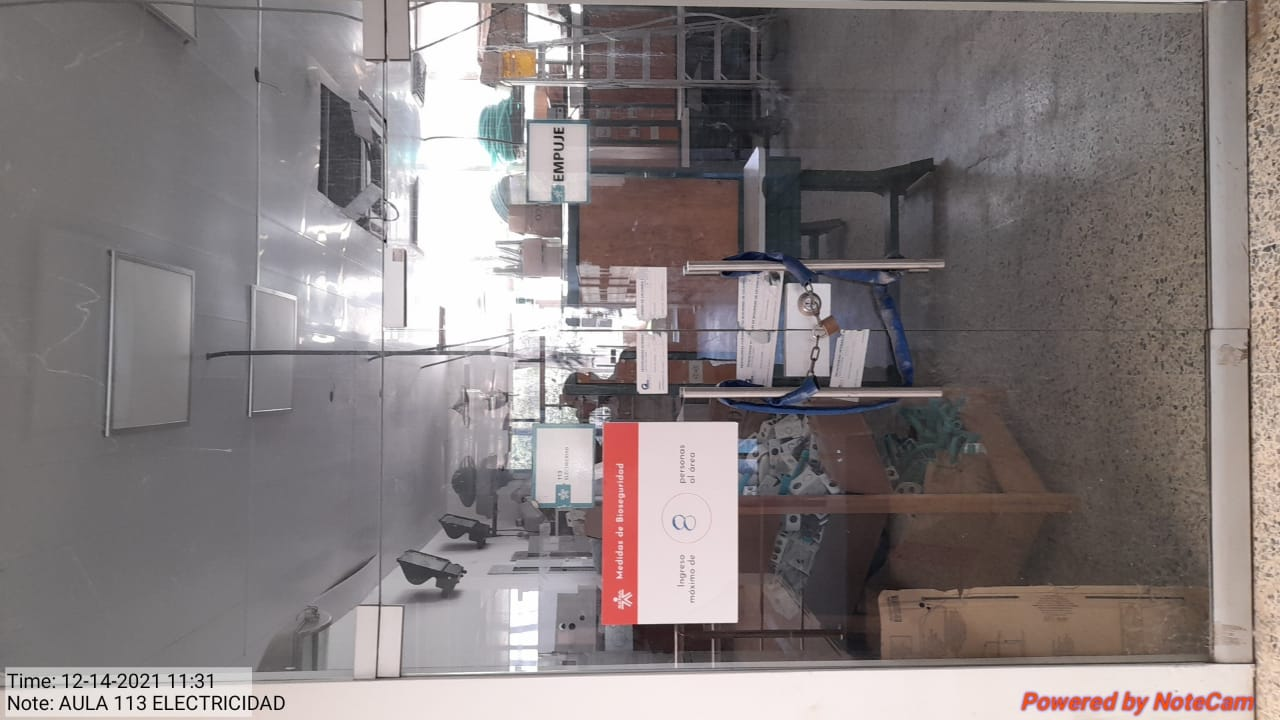 EMPUJE
113
ELECTRICIDAD
Medidas de Bioseguridad
Ingreso
máximo de
8
personas
al área
Time: 12-14-2021 11:31
Note: AULA 113 ELECTRICIDAD
Powered by NoteCam